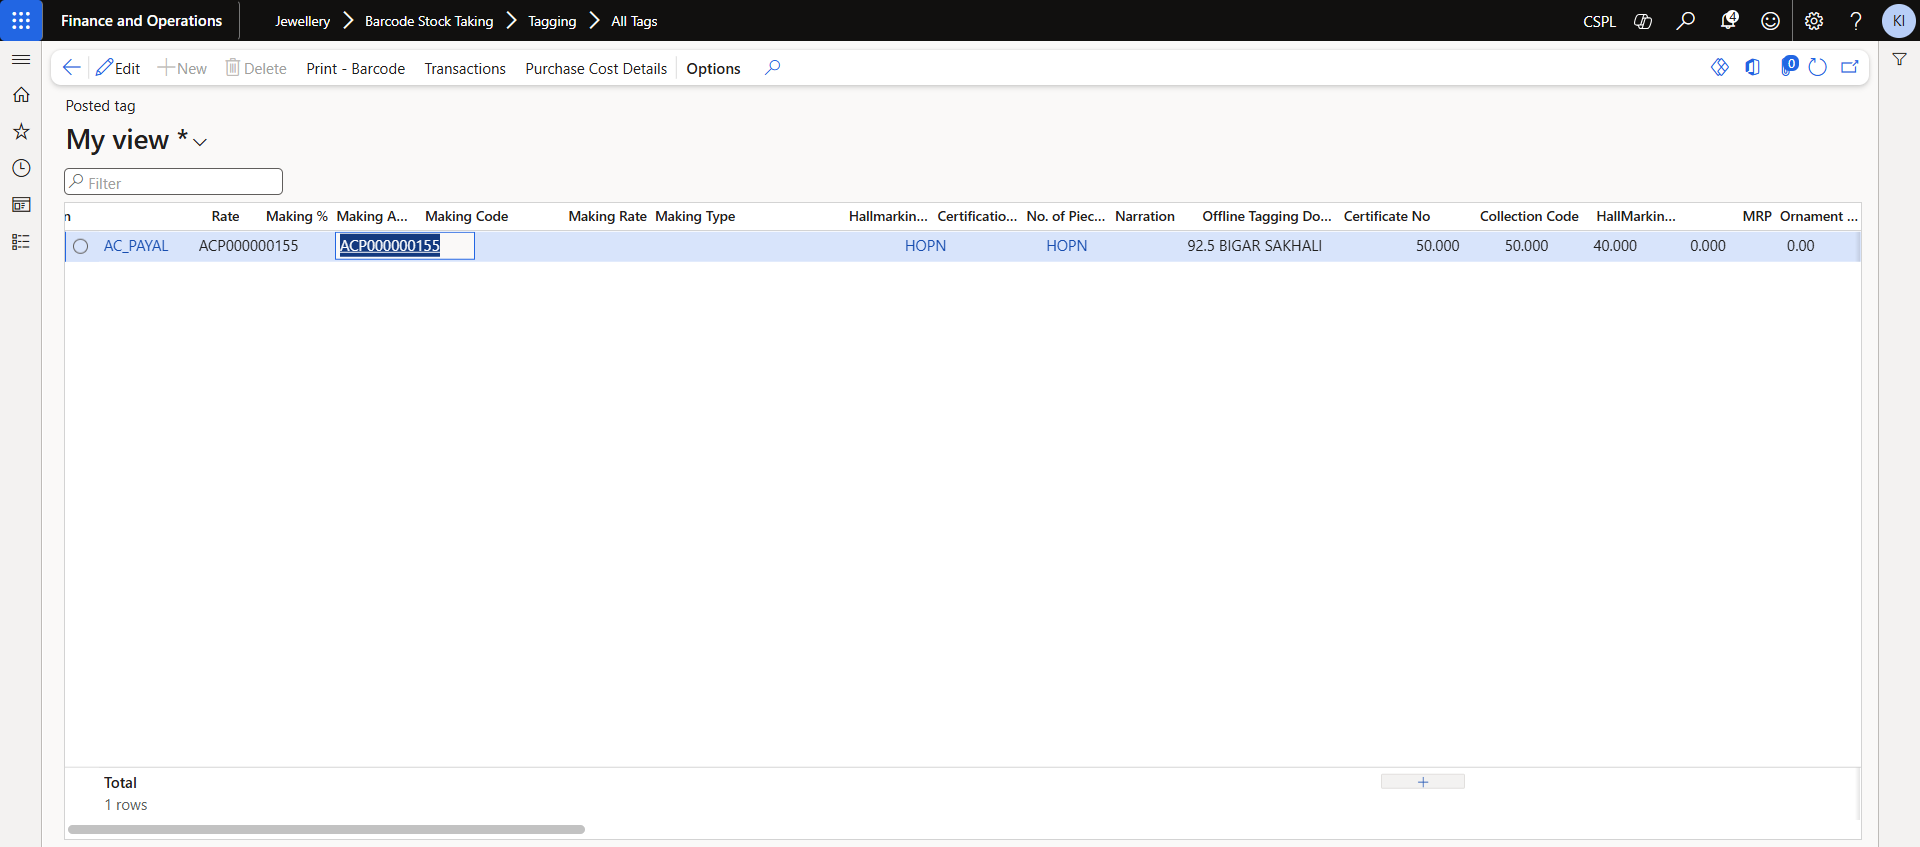 Finance and Operations Jewellery Barcode Stock Taking Tagging All Tags CSPL 4 KI
Edit New Delete Print - Barcode Transactions Purchase Cost Details Options 0
Posted tag
My view *
Filter
n Rate Making % Making A... Making Code Making Rate Making Type Hallmarkin... Certificatio... No. of Piec... Narration Offline Tagging Do... Certificate No Collection Code HallMarkin... MRP Ornament ...
AC_PAYAL ACP000000155 ACP000000155 HOPN HOPN 92.5 BIGAR SAKHALI 50.000 50.000 40.000 0.000 0.00
Total
1 rows